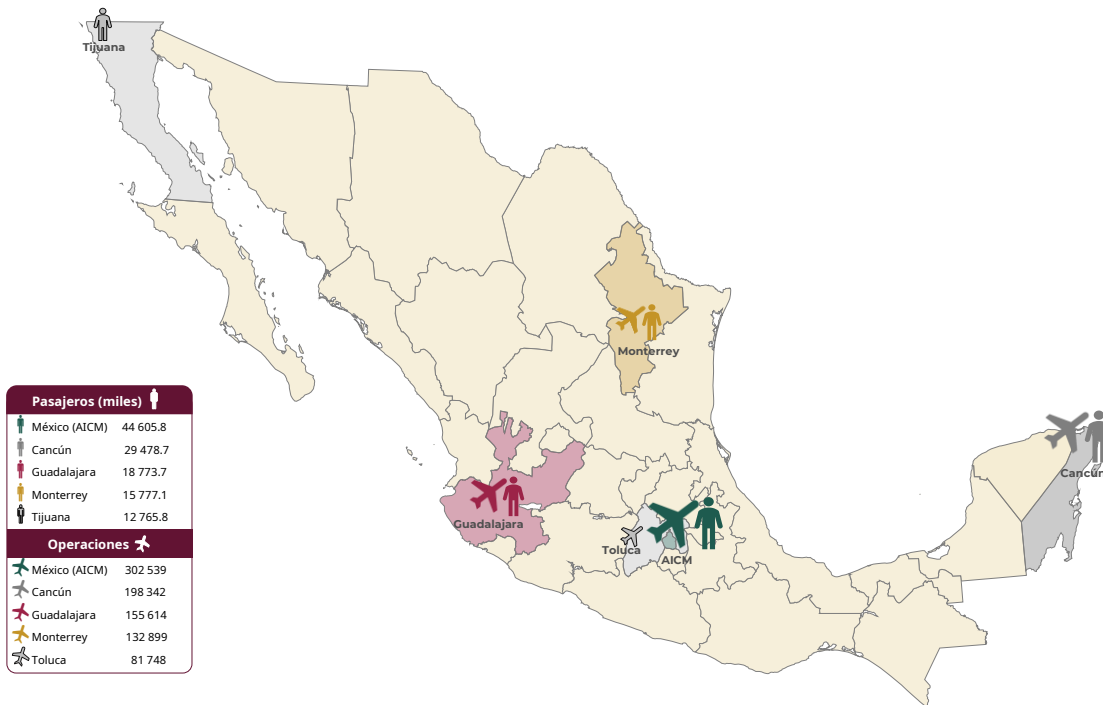 Tijuana
Monterrey
Cancún
Guadalajara
Toluca
AICM
Pasajeros (miles)
México (AICM) 44 605.8
Cancún 29 478.7
Guadalajara 18 773.7
Monterrey 15 777.1
Tijuana 12 765.8
Operaciones
México (AICM) 302 539
Cancún 198 342
Guadalajara 155 614
Monterrey 132 899
Toluca 81 748